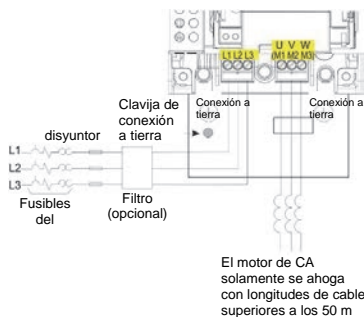 U V W
L1 L2 L3 (M1 M2 M3)
Conexión a
tierra
Conexión a
tierra
Clavija de
conexión
a tierra
disyuntor
L1
L2
L3
Fusibles
del
Filtro
(opcional)
El motor de CA
solamente se ahoga
con longitudes de cable
superiores a los 50 m